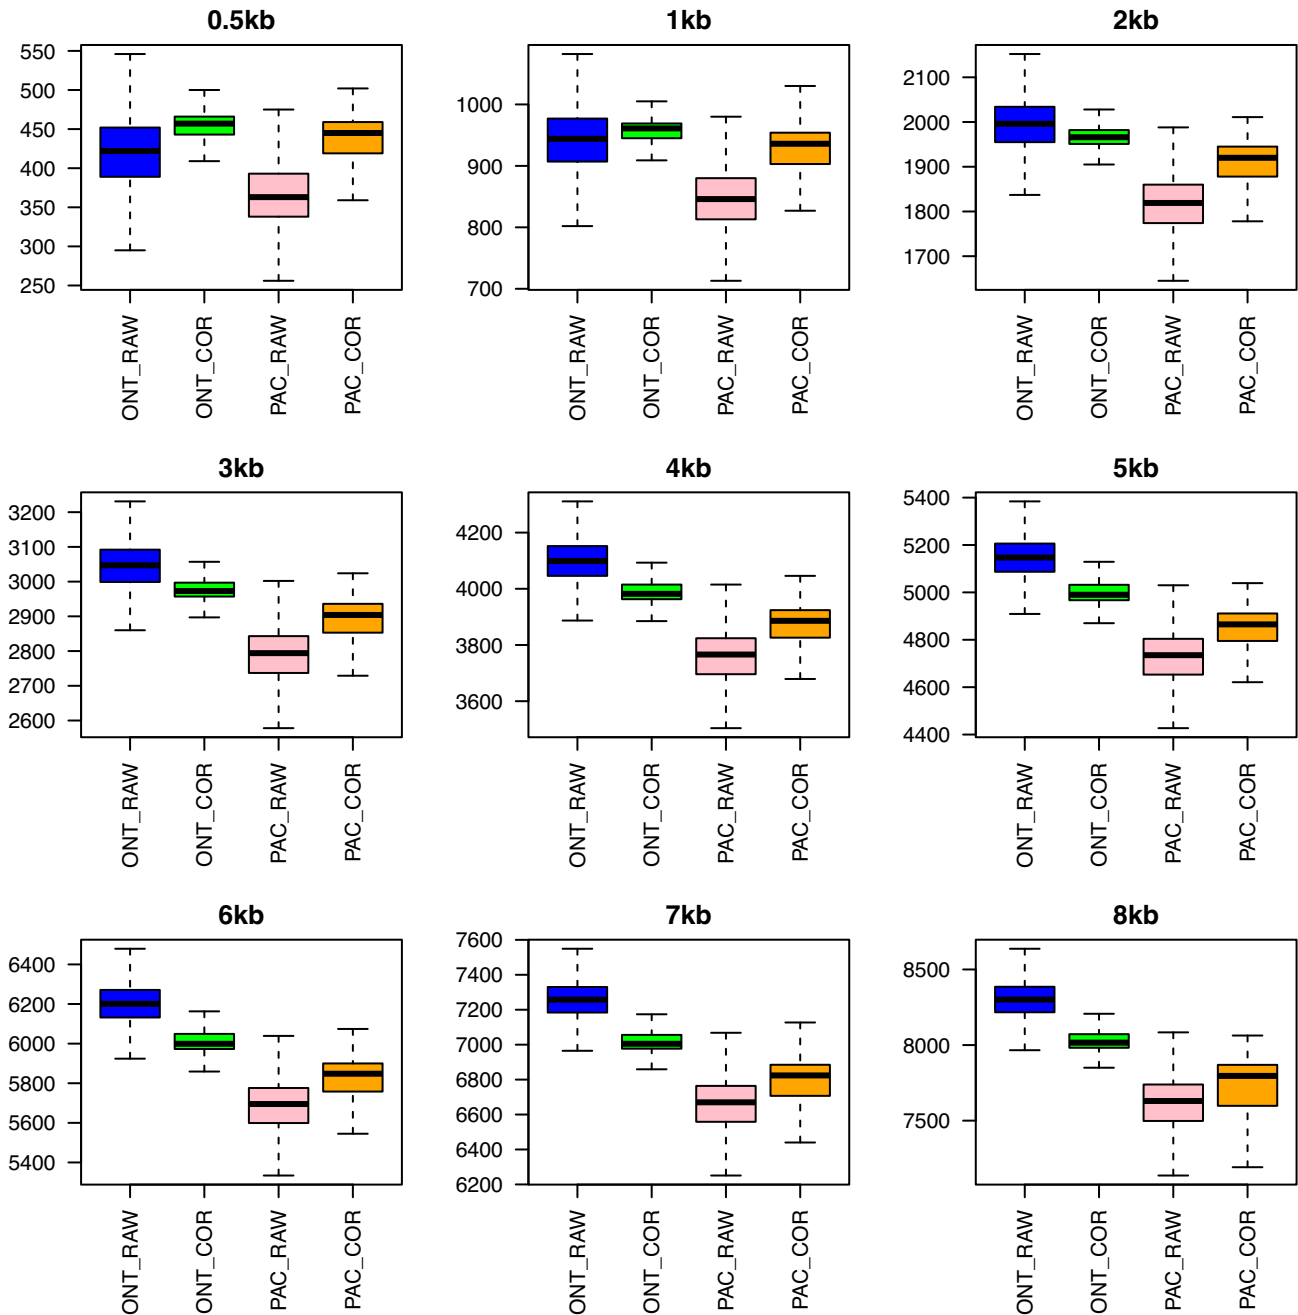 0.5kb
550
500
450
400
350
300
250
ONT_RAW
ONT_COR
PAC_RAW
PAC_COR
1kb
1000
900
800
700
ONT_RAW
ONT_COR
PAC_RAW
PAC_COR
2kb
2100
2000
1900
1800
1700
ONT_RAW
ONT_COR
PAC_RAW
PAC_COR
3kb
3200
3100
3000
2900
2800
2700
2600
ONT_RAW
ONT_COR
PAC_RAW
PAC_COR
4kb
4200
4000
3800
3600
ONT_RAW
ONT_COR
PAC_RAW
PAC_COR
5kb
5400
5200
5000
4800
4600
4400
ONT_RAW
ONT_COR
PAC_RAW
PAC_COR
6kb
6400
6200
6000
5800
5600
5400
ONT_RAW
ONT_COR
PAC_RAW
PAC_COR
7kb
7600
7400
7200
7000
6800
6600
6400
6200
ONT_RAW
ONT_COR
PAC_RAW
PAC_COR
8kb
8500
8000
7500
ONT_RAW
ONT_COR
PAC_RAW
PAC_COR